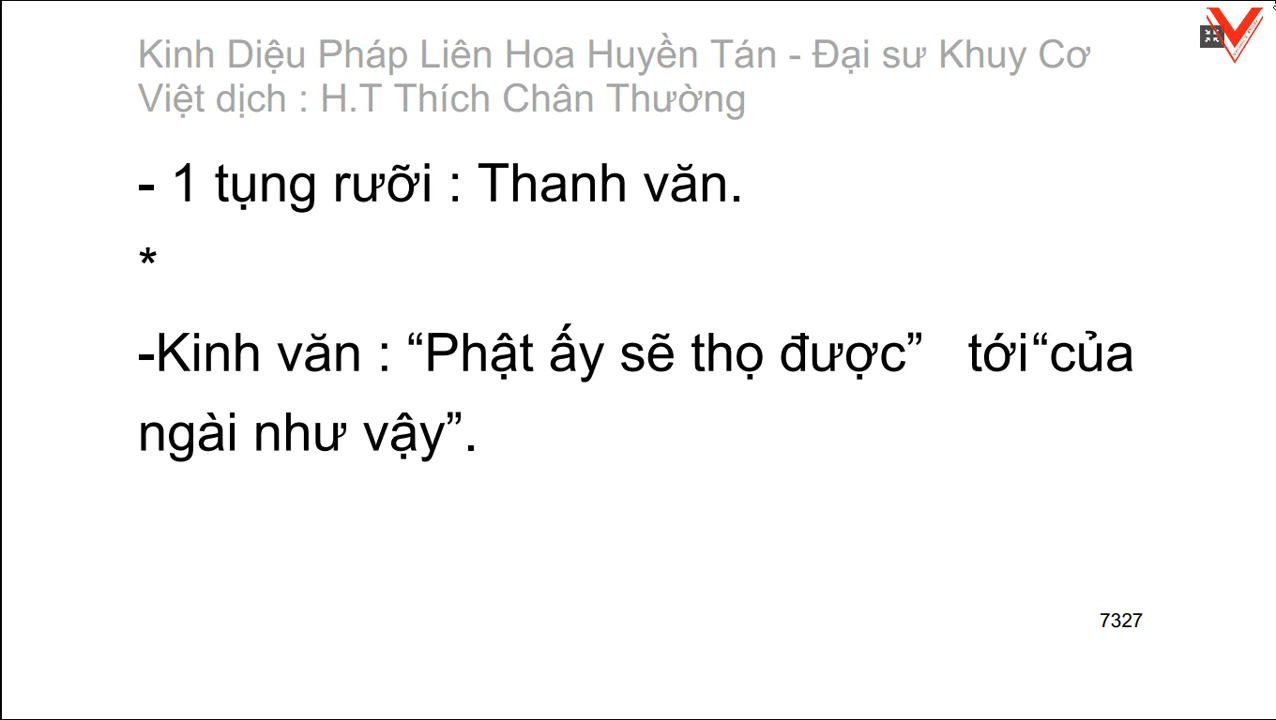 Kinh Diệu Pháp Liên Hoa Huyền Tán - Đại sư Khuy Cơ
Việt dịch : H.T Thích Chân Thường
- 1 tụng rưỡi : Thanh văn.
*
-Kinh văn : “Phật ấy sẽ thọ được” tới“của
ngài như vậy”.
7327